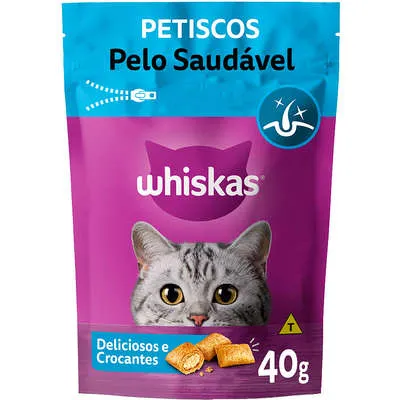 PETISCOS
Pelo Saudável
whiskas®
T
Deliciosos e
Crocantes
40g